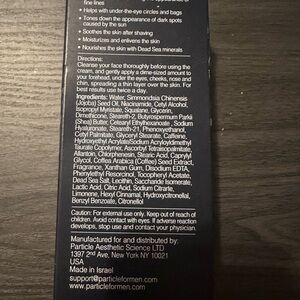 fine lines
• Helps with under-the-eye circles and bags
• Tones down the appearance of dark spots
caused by the sun
• Soothes the skin after shaving
• Moisturizes and enlivens the skin
• Nourishes the skin with Dead Sea minerals
Directions:
Cleanse your face thoroughly before using the
cream, and gently apply a dime-sized amount to
your forehead, under the eyes, cheeks, nose and
chin, spreading a thin layer over the skin. For
best results use twice a day.
Ingredients: Water, Simmondsia Chinensis
(Jojoba) Seed Oil, Niacinamide, Cetyl Alcohol,
Isopropyl Myristate, Squalane, Glycerin,
Dimethicone, Steareth-2, Butyrospermum Parkii
(Shea) Butter, Cetearyl Ethylhexanoate, Sodium
Hyaluronate, Steareth-21, Phenoxyethanol,
Cetyl Palmitate, Glyceryl Stearate, Caffeine,
Hydroxyethyl Acrylate/Sodium Acryloyldimethyl
Taurate Copolymer, Ascorbyl Tetraisopalmitate,
Allantoin, Chlorphenesin, Stearic Acid, Caprylyl
Glycol, Coffea Arabica (Coffee) Seed Extract,
Fragrance, Xanthan Gum, Disodium EDTA,
Phenylethyl Resorcinol, Tocopheryl Acetate,
Dead Sea Salt, Lecithin, Saccharide Isomerate,
Lactic Acid, Citric Acid, Sodium Citrate,
Limonene, Hexyl Cinnamal, Hydroxycitronellal,
Benzyl Benzoate, Citronellol
Caution: For external use only. Keep out of reach of
children. Avoid contact with eyes. If adverse reaction
develops, stop use and contact your physician.
Manufactured for and distributed by:
Particle Aesthetic Science LTD
1397 2nd Ave, New York NY 10021
USA
Made in Israel
support@particleformen.com
www.particleformen.com